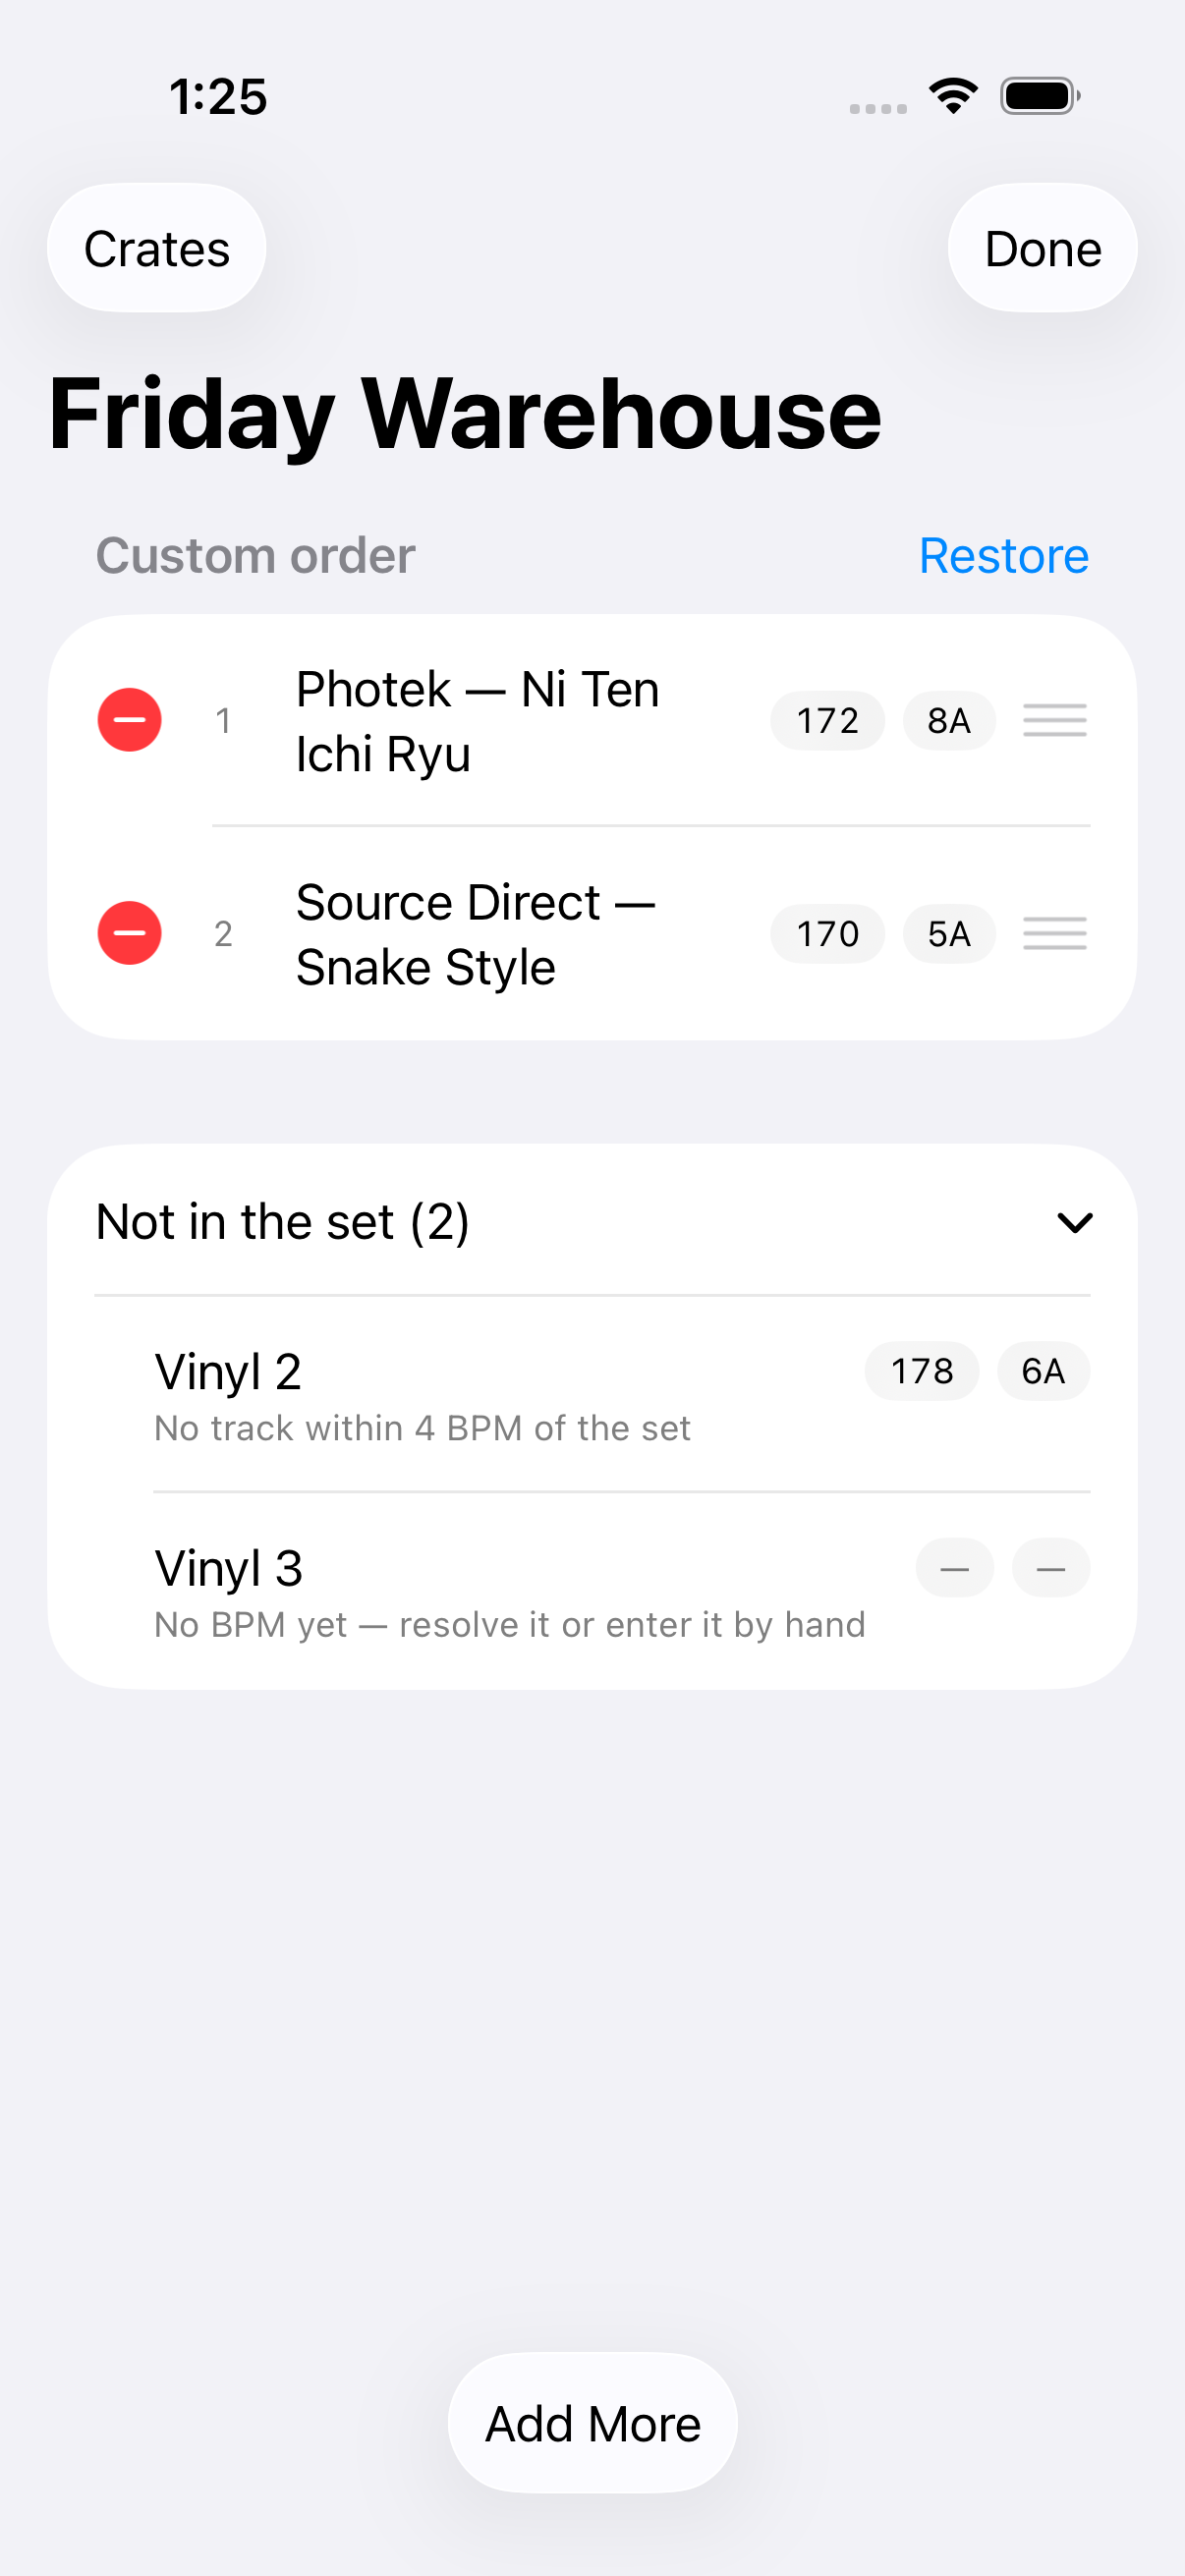 1:25
Crates
Done
Friday Warehouse
Custom order
Restore
1
Photek — Ni Ten
Ichi Ryu
172
8A
2
Source Direct —
Snake Style
170
5A
Not in the set (2)
Vinyl 2
178
6A
No track within 4 BPM of the set
Vinyl 3
—
—
No BPM yet — resolve it or enter it by hand
Add More